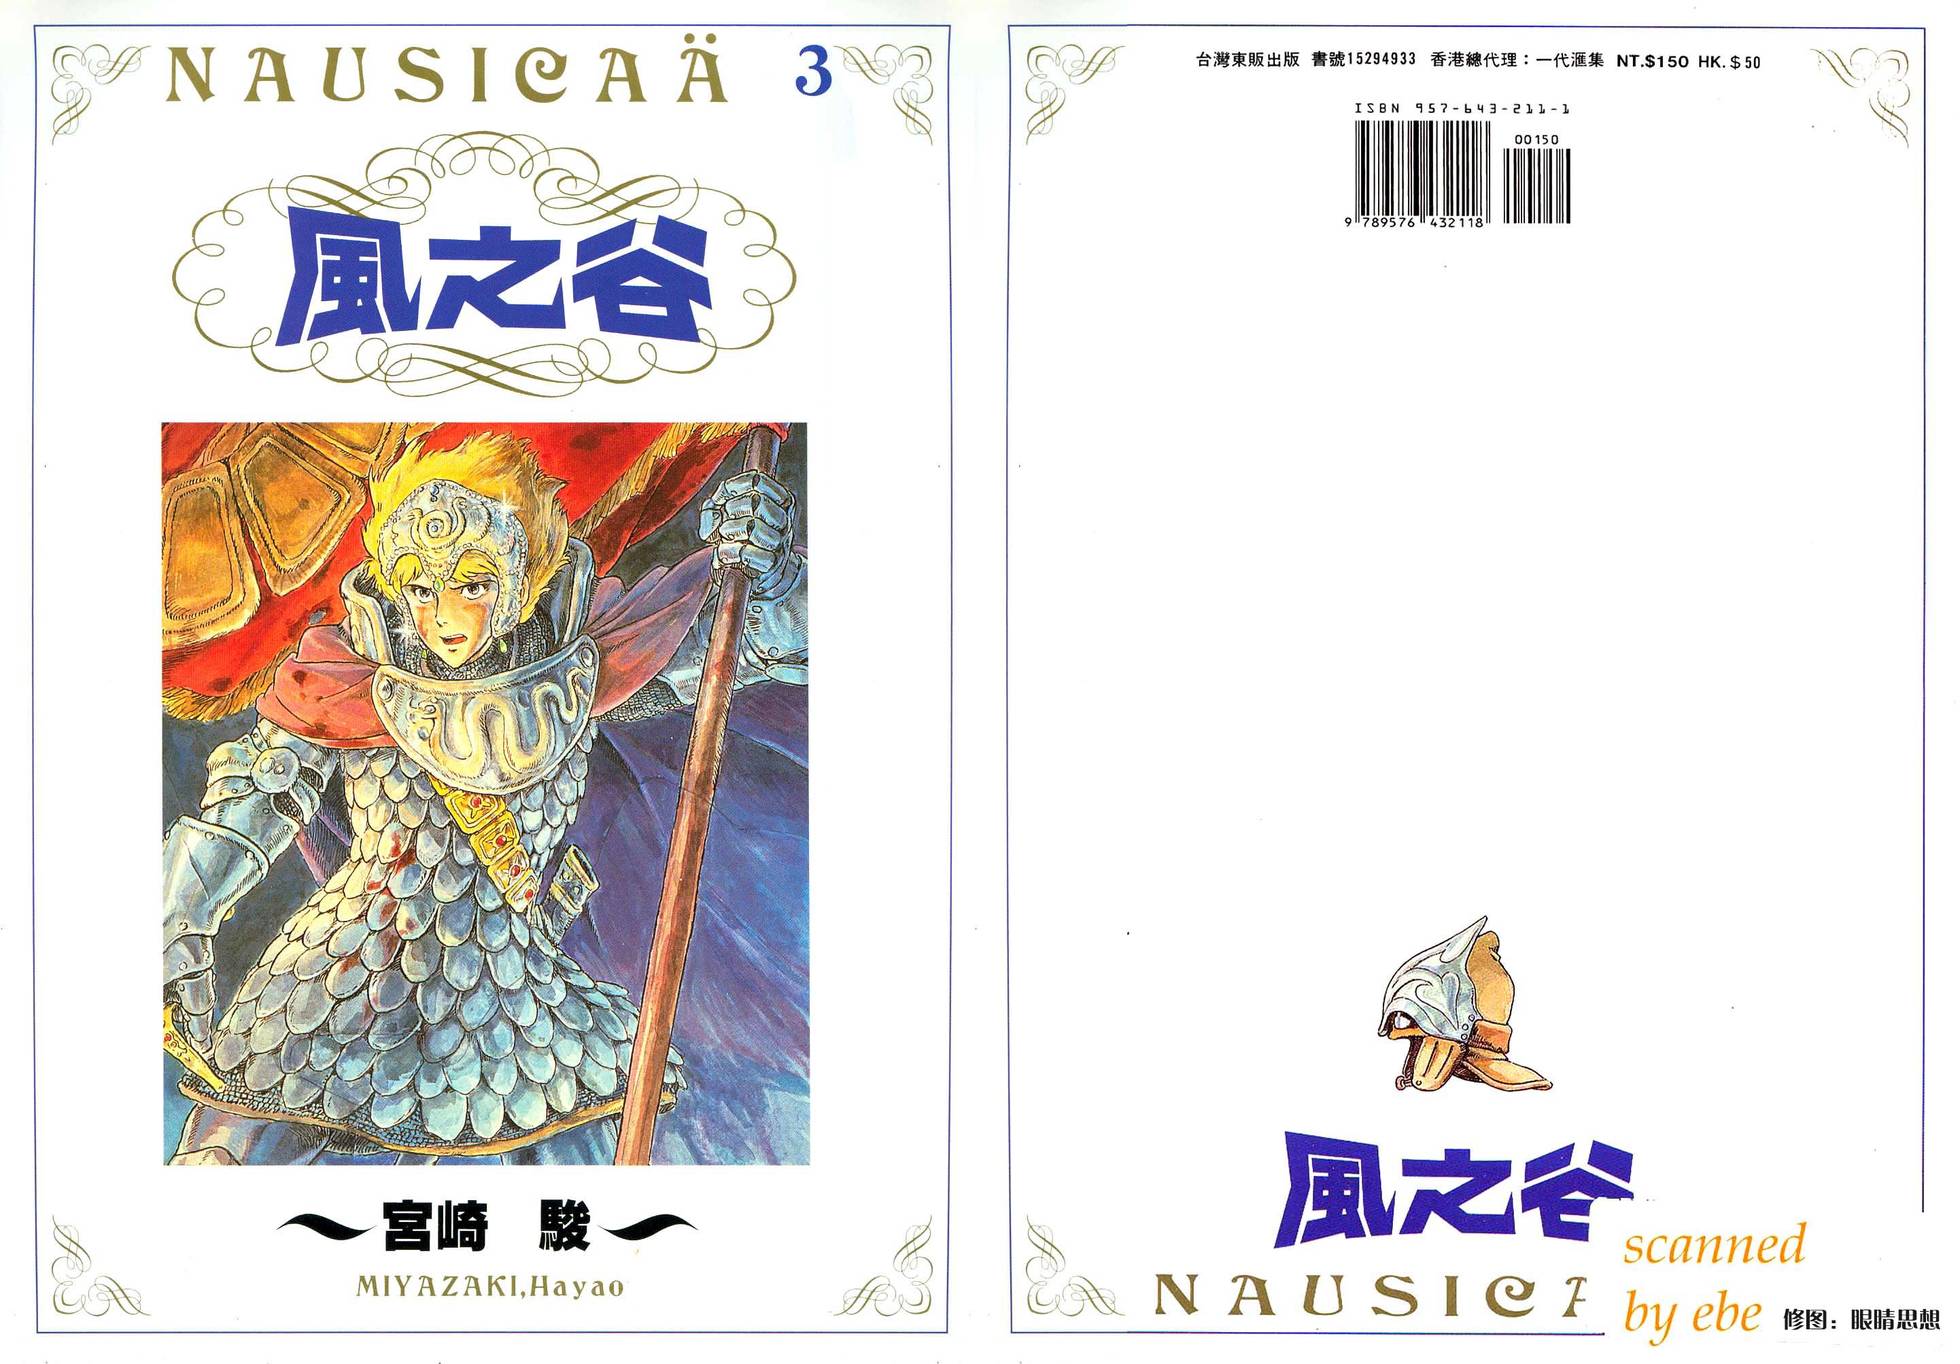 NAUSICAÄ 3
風之谷
宮崎 駿
MIYAZAKI,Hayao
台灣東販出版 書號15294933 香港總代理：一代滙集 NT.$150 HK.$50
ISBN 957-643-211-1
00150
9 789576 432118
風之谷
NAUSICA
scanned
by ebe
修图：眼睛思想